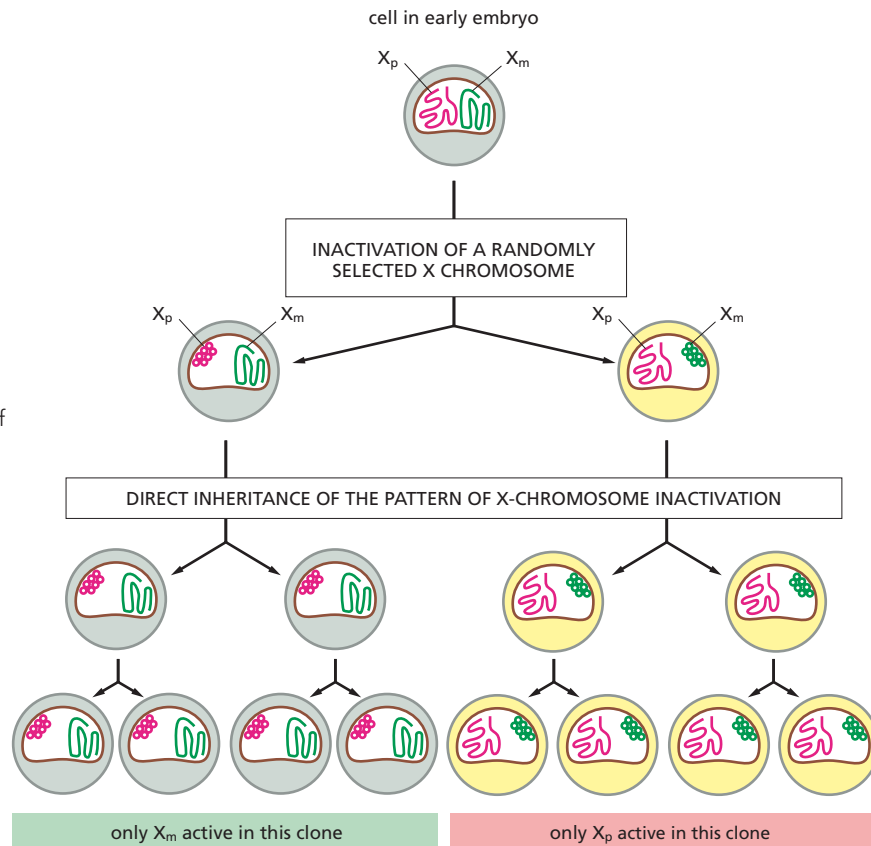 cell in early embryo
Xp Xm
INACTIVATION OF A RANDOMLY
SELECTED X CHROMOSOME
Xp Xm Xp Xm
f
DIRECT INHERITANCE OF THE PATTERN OF X-CHROMOSOME INACTIVATION
only Xm active in this clone
only Xp active in this clone